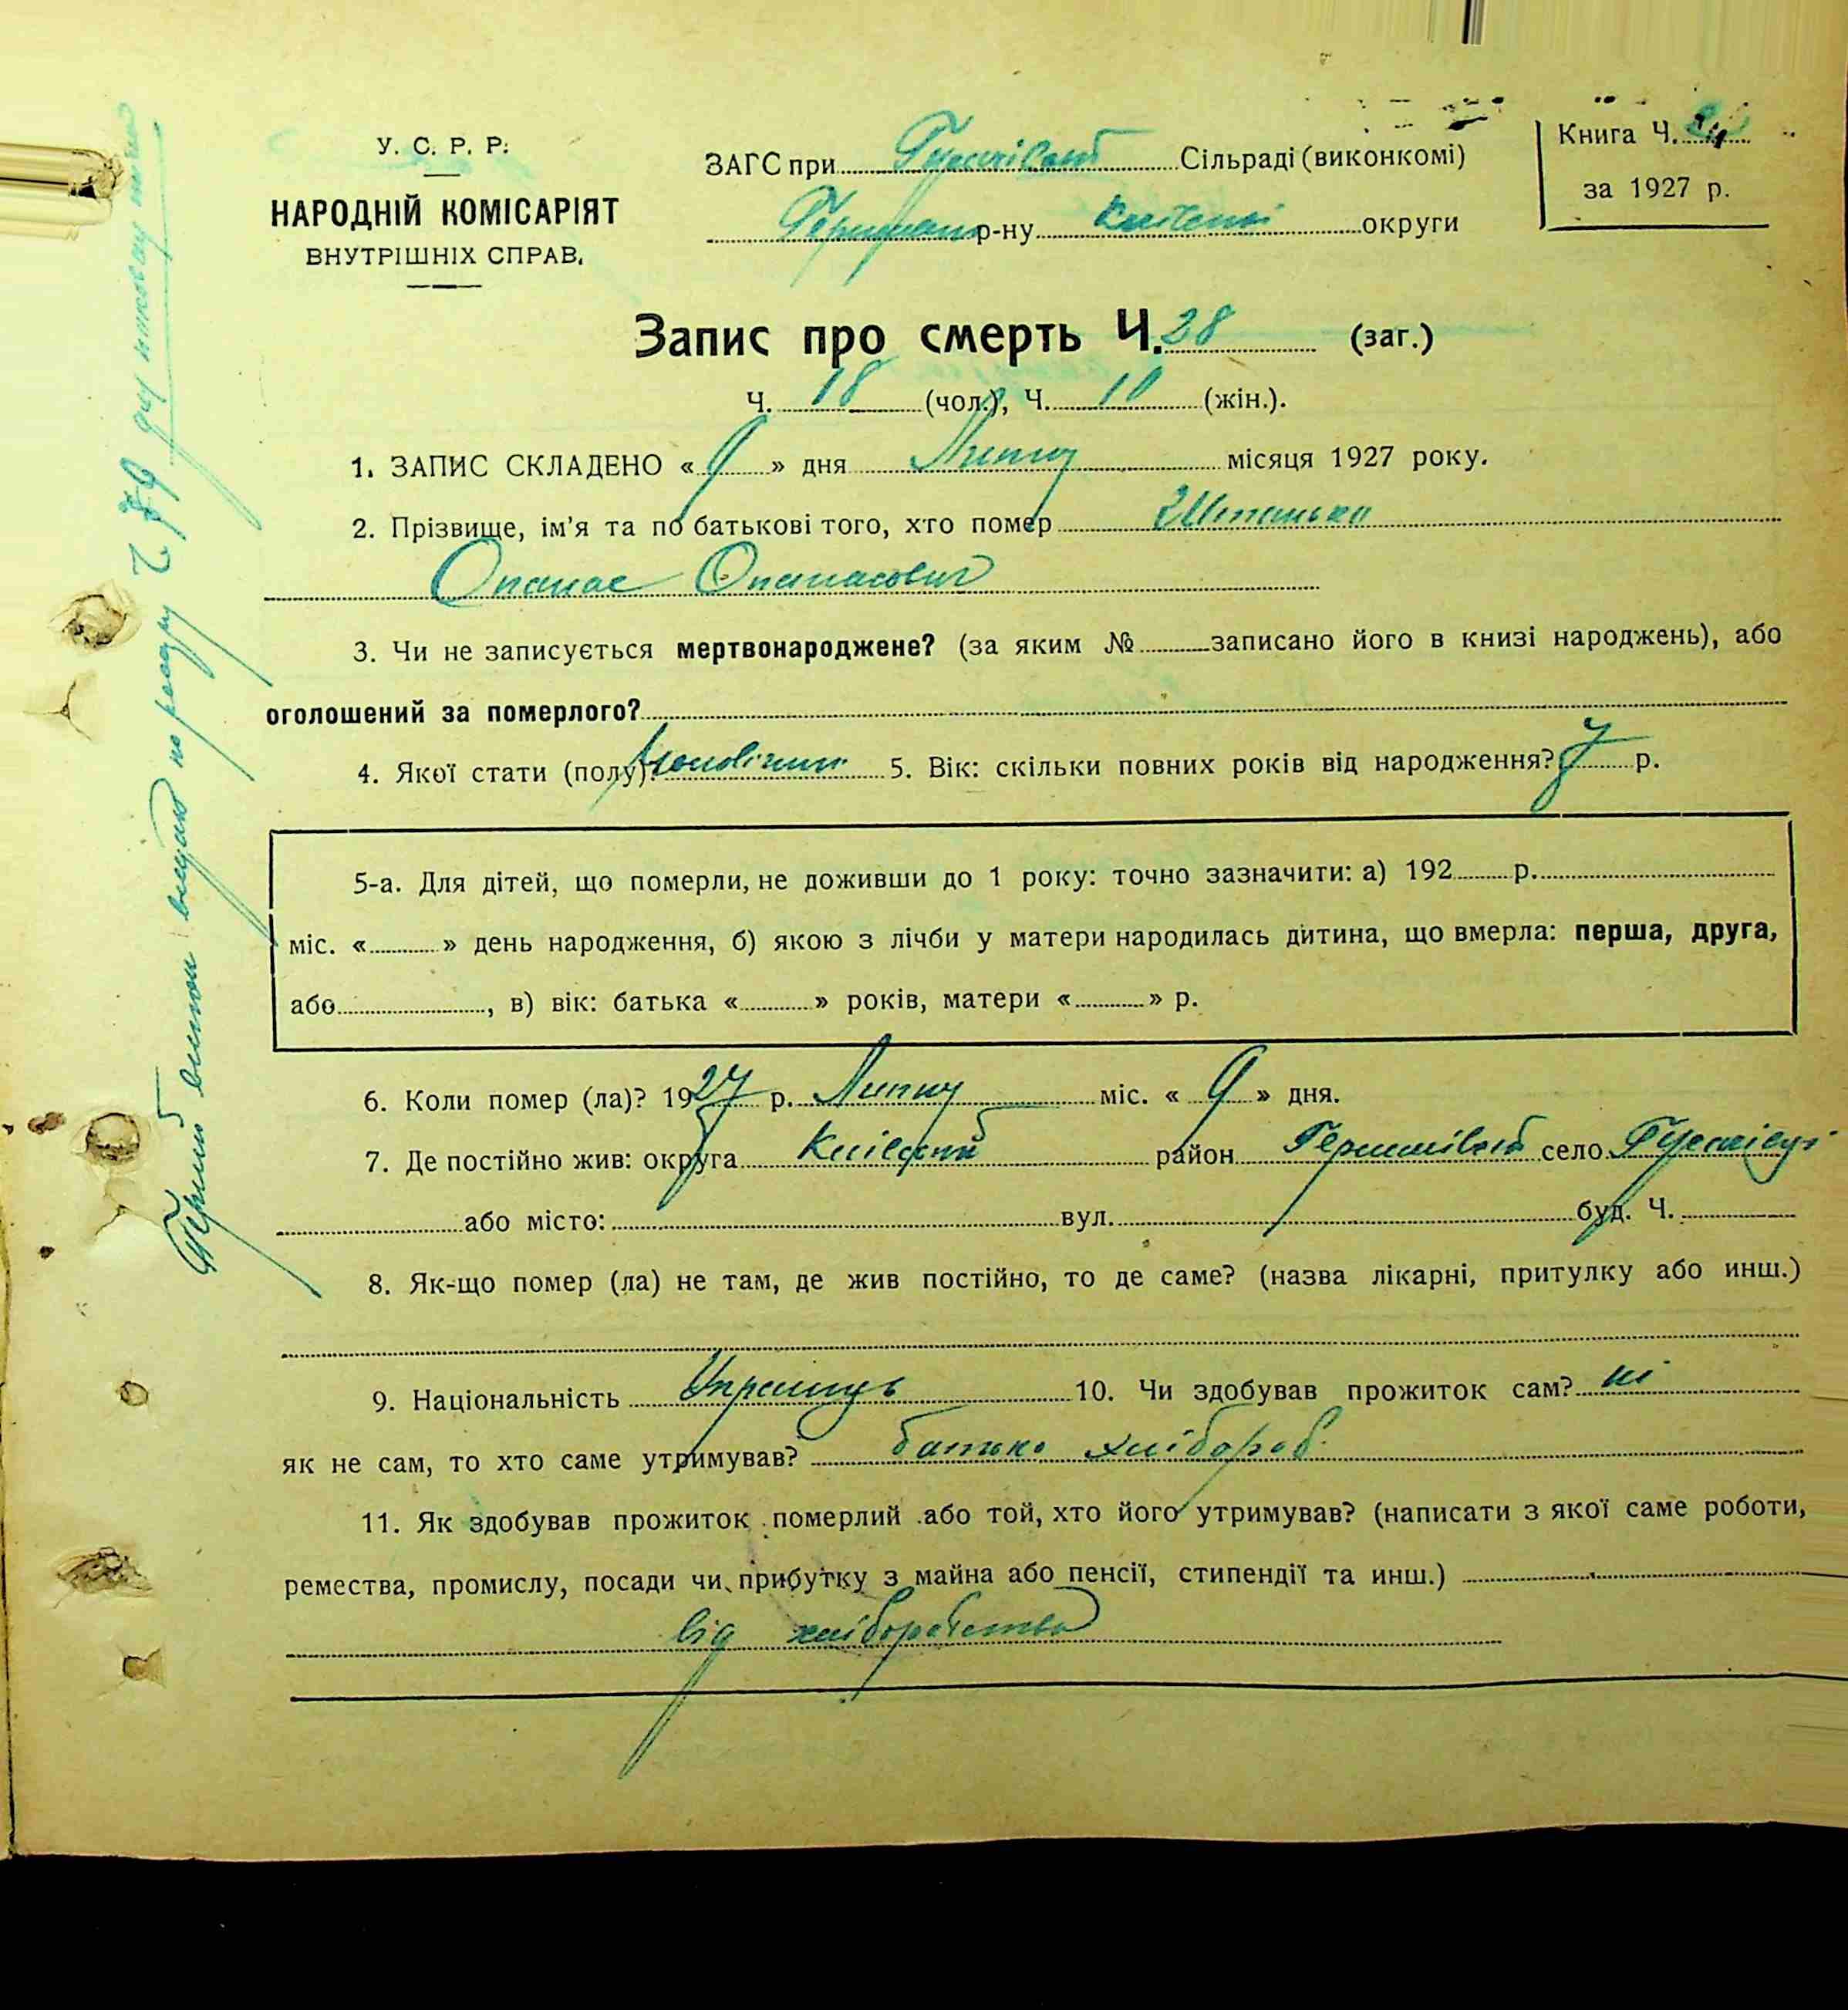 У. С. Р. Р.
НАРОДНІЙ КОМІСАРІЯТ
ВНУТРІШНІХ СПРАВ.
ЗАГС при Сільраді (виконкомі)
р-ну округи
Книга Ч.
за 1927 р.
Запис про смерть Ч. 28 (заг.)
Ч. 18 (чол.), Ч. 10 (жін.).
1. ЗАПИС СКЛАДЕНО « 9 » дня Липня місяця 1927 року.
2. Прізвище, ім'я та по батькові того, хто помер
Опанас Опанасович
3. Чи не записується мертвонароджене? (за яким № записано його в книзі народжень), або
оголошений за померлого?
4. Якої стати (полу) 5. Вік: скільки повних років від народження? 7 р.
5-а. Для дітей, що померли, не доживши до 1 року: точно зазначити: а) 192 р.
міс. « » день народження, б) якою з лічби у матери народилась дитина, що вмерла: перша, друга,
або , в) вік: батька « » років, матери « » р.
6. Коли помер (ла)? 1927 р. Липня міс. « 9 » дня.
7. Де постійно жив: округа район село
або місто: вул. буд. Ч.
8. Як-що помер (ла) не там, де жив постійно, то де саме? (назва лікарні, притулку або инш.)
9. Національність Українець 10. Чи здобував прожиток сам? ні
як не сам, то хто саме утримував? батько хлібороб
11. Як здобував прожиток померлий або той, хто його утримував? (написати з якої саме роботи,
ремества, промислу, посади чи прибутку з майна або пенсії, стипендії та инш.)
від хліборобства